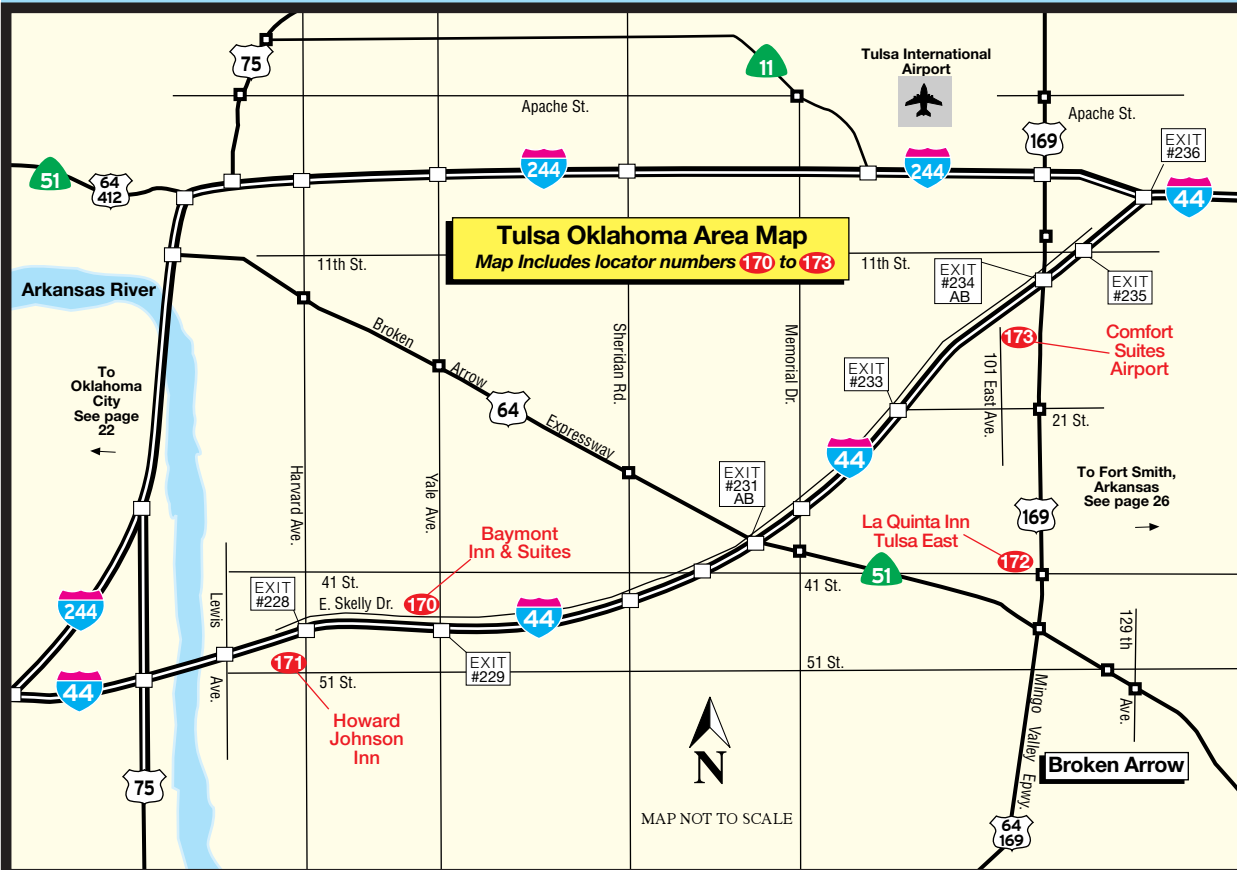 75
11
Tulsa International
Airport
Apache St.
Apache St.
169
EXIT
#236
51
64
412
244
244
44
Tulsa Oklahoma Area Map
Map Includes locator numbers 170 to 173
11th St.
11th St.
EXIT
#234
AB
EXIT
#235
Arkansas River
173
Comfort
Suites
Airport
To
Oklahoma
City
See page
22
Broken
Arrow
64
Expressway
Sheridan Rd.
Memorial Dr.
101 East Ave.
EXIT
#233
21 St.
44
Harvard Ave.
Yale Ave.
EXIT
#231
AB
To Fort Smith,
Arkansas
See page 26
169
La Quinta Inn
Tulsa East
172
Baymont
Inn & Suites
41 St.
41 St.
51
EXIT
#228
E. Skelly Dr.
170
44
244
Lewis
Ave.
129 th
Ave.
171
51 St.
51 St.
EXIT
#229
44
Howard
Johnson
Inn
N
Mingo Valley Epwy.
Broken Arrow
75
MAP NOT TO SCALE
64
169